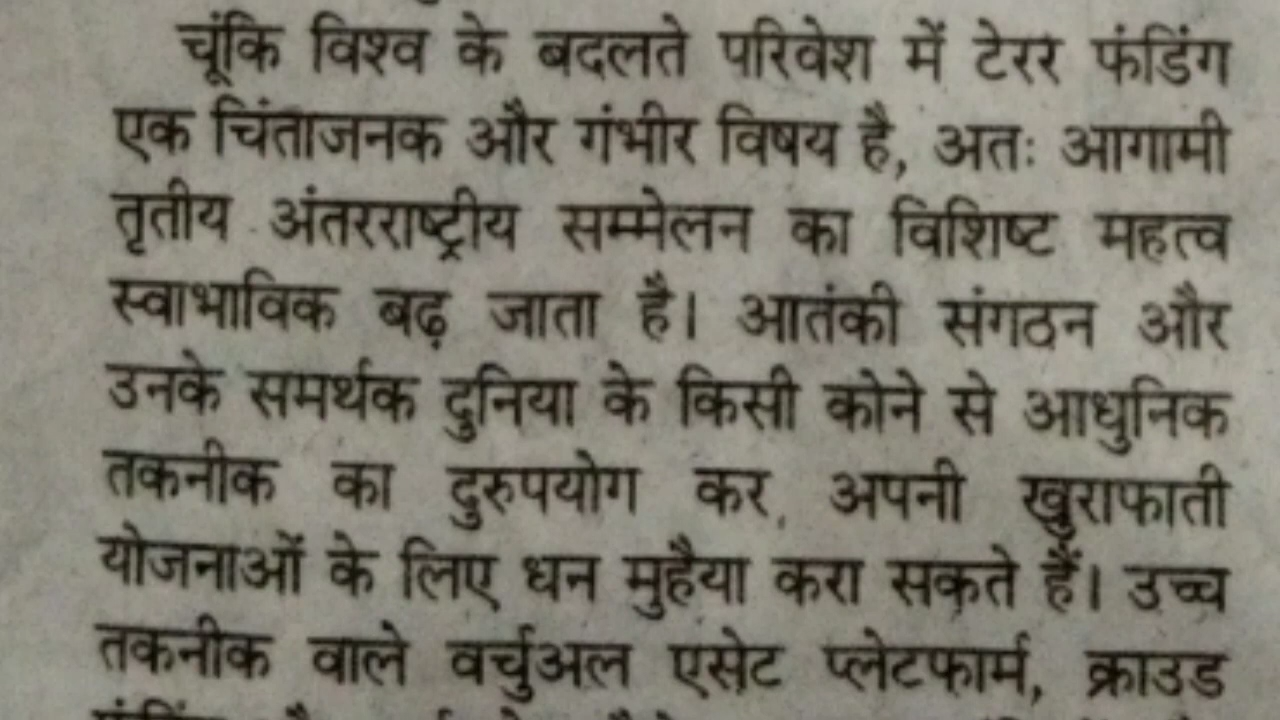 चूंकि विश्व के बदलते परिवेश में टेरर फंडिंग
एक चिंताजनक और गंभीर विषय है, अतः आगामी
तृतीय अंतरराष्ट्रीय सम्मेलन का विशिष्ट महत्व
स्वाभाविक बढ़ जाता है। आतंकी संगठन और
उनके समर्थक दुनिया के किसी कोने से आधुनिक
तकनीक का दुरुपयोग कर, अपनी खुराफाती
योजनाओं के लिए धन मुहैया करा सकते हैं। उच्च
तकनीक वाले वर्चुअल एसेट प्लेटफार्म, क्राउड